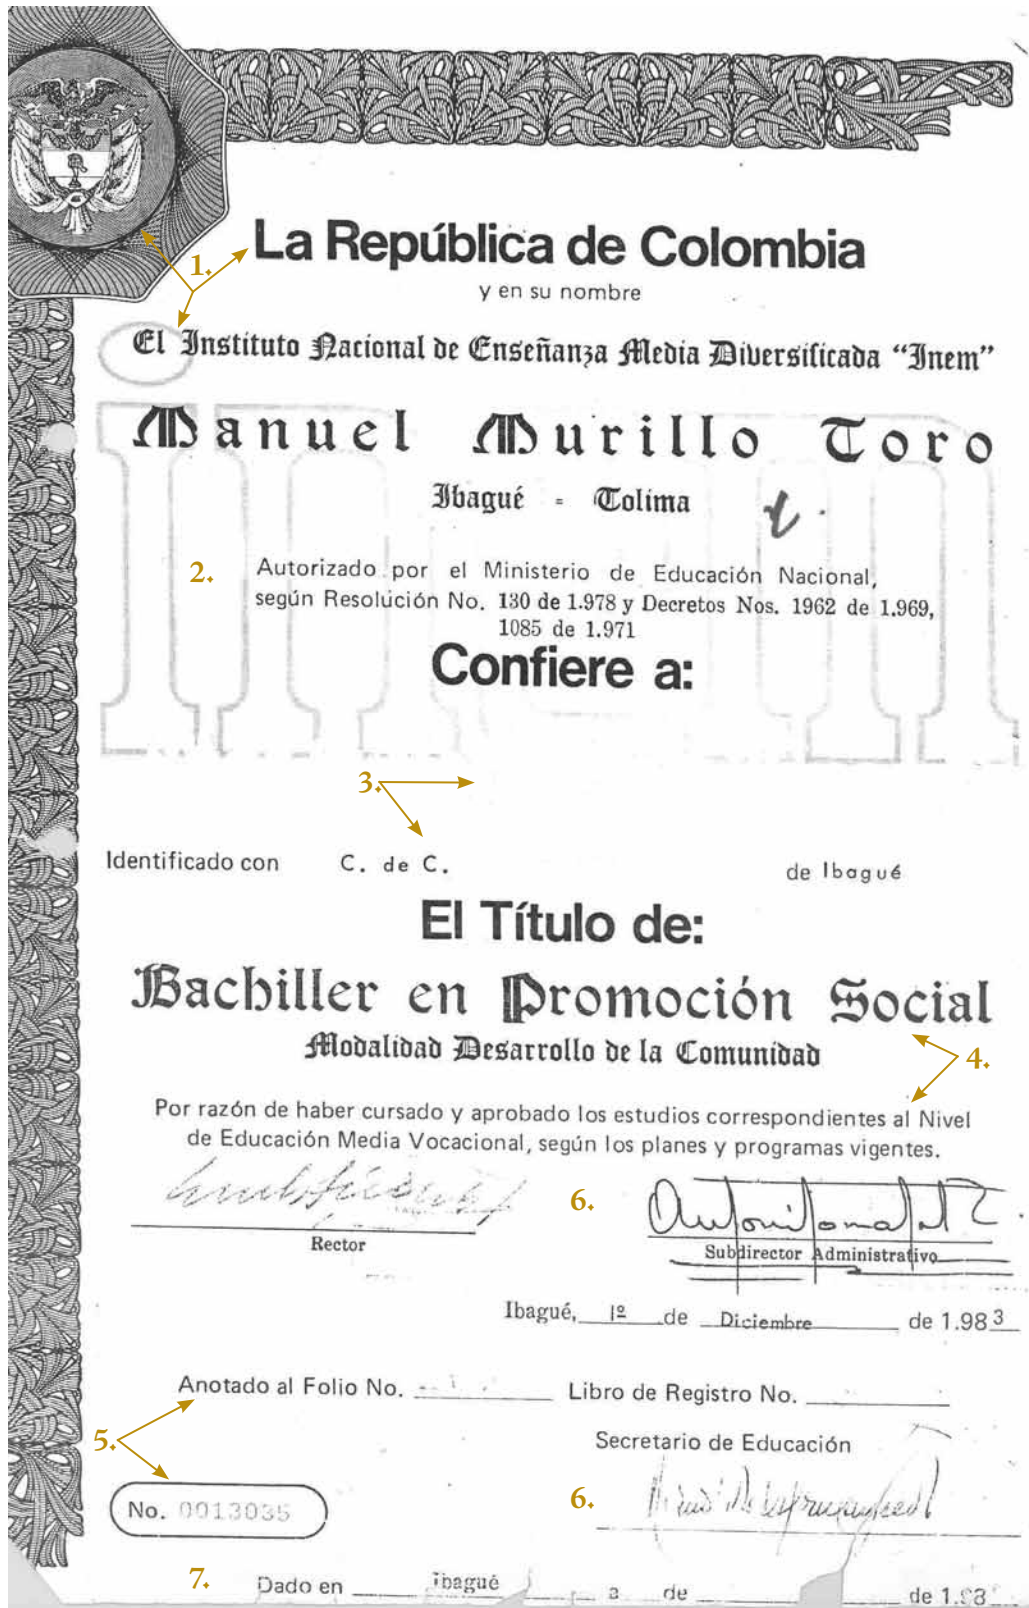 1.
La República de Colombia
y en su nombre
El Instituto Nacional de Enseñanza Media Diversificada “Inem”
Manuel Murillo Toro
Ibagué - Tolima
2.
Autorizado por el Ministerio de Educación Nacional,
según Resolución No. 130 de 1.978 y Decretos Nos. 1962 de 1.969,
1085 de 1.971
Confiere a:
3.
Identificado con C. de C. de Ibagué
El Título de:
Bachiller en Promoción Social
Modalidad Desarrollo de la Comunidad
4.
Por razón de haber cursado y aprobado los estudios correspondientes al Nivel
de Educación Media Vocacional, según los planes y programas vigentes.
6.
Rector
Subdirector Administrativo
Ibagué, 1º de Diciembre de 1.983
Anotado al Folio No. Libro de Registro No.
5.
Secretario de Educación
No. 0013035
6.
7.
Dado en Ibagué a de de 1.98